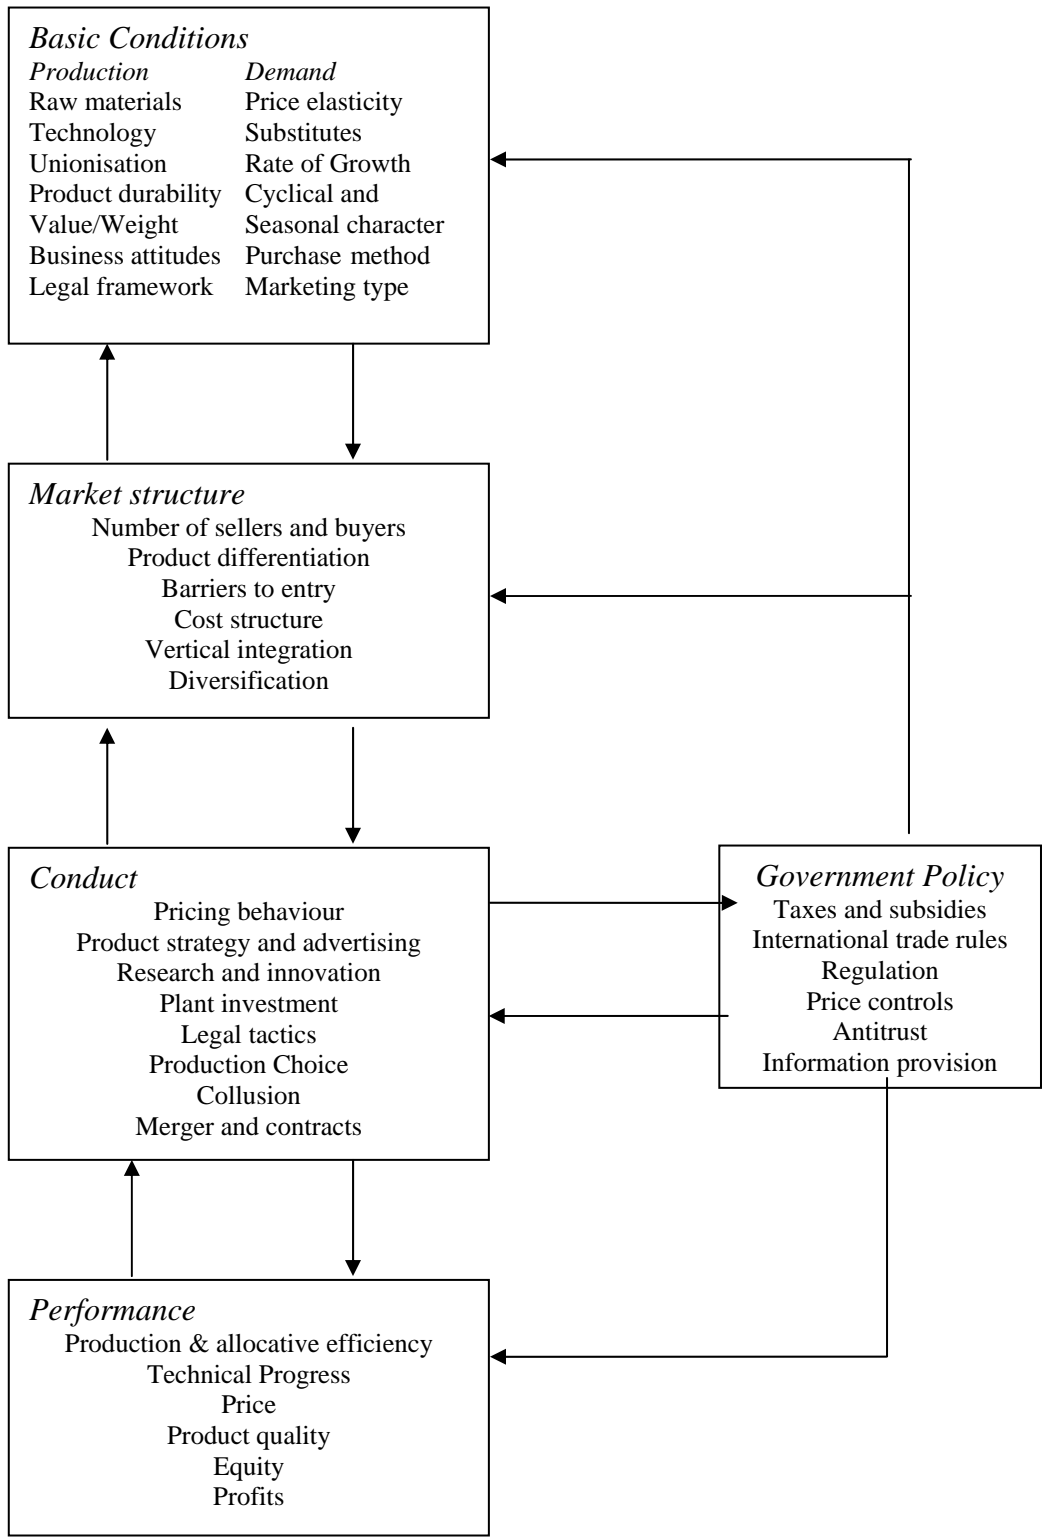 Basic Conditions
Production Demand
Raw materials Price elasticity
Technology Substitutes
Unionisation Rate of Growth
Product durability Cyclical and
Value/Weight Seasonal character
Business attitudes Purchase method
Legal framework Marketing type
Market structure
Number of sellers and buyers
Product differentiation
Barriers to entry
Cost structure
Vertical integration
Diversification
Conduct
Pricing behaviour
Product strategy and advertising
Research and innovation
Plant investment
Legal tactics
Production Choice
Collusion
Merger and contracts
Government Policy
Taxes and subsidies
International trade rules
Regulation
Price controls
Antitrust
Information provision
Performance
Production & allocative efficiency
Technical Progress
Price
Product quality
Equity
Profits